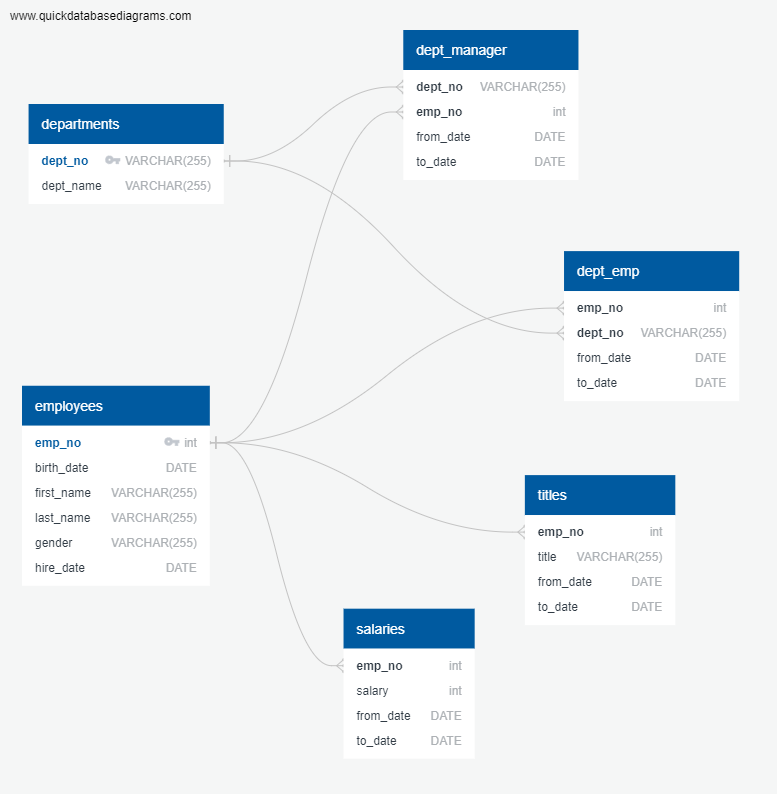 www.quickdatabasediagrams.com
dept_manager
dept_no VARCHAR(255)
emp_no int
from_date DATE
to_date DATE
departments
dept_no VARCHAR(255)
dept_name VARCHAR(255)
dept_emp
emp_no int
dept_no VARCHAR(255)
from_date DATE
to_date DATE
employees
emp_no int
birth_date DATE
first_name VARCHAR(255)
last_name VARCHAR(255)
gender VARCHAR(255)
hire_date DATE
titles
emp_no int
title VARCHAR(255)
from_date DATE
to_date DATE
salaries
emp_no int
salary int
from_date DATE
to_date DATE